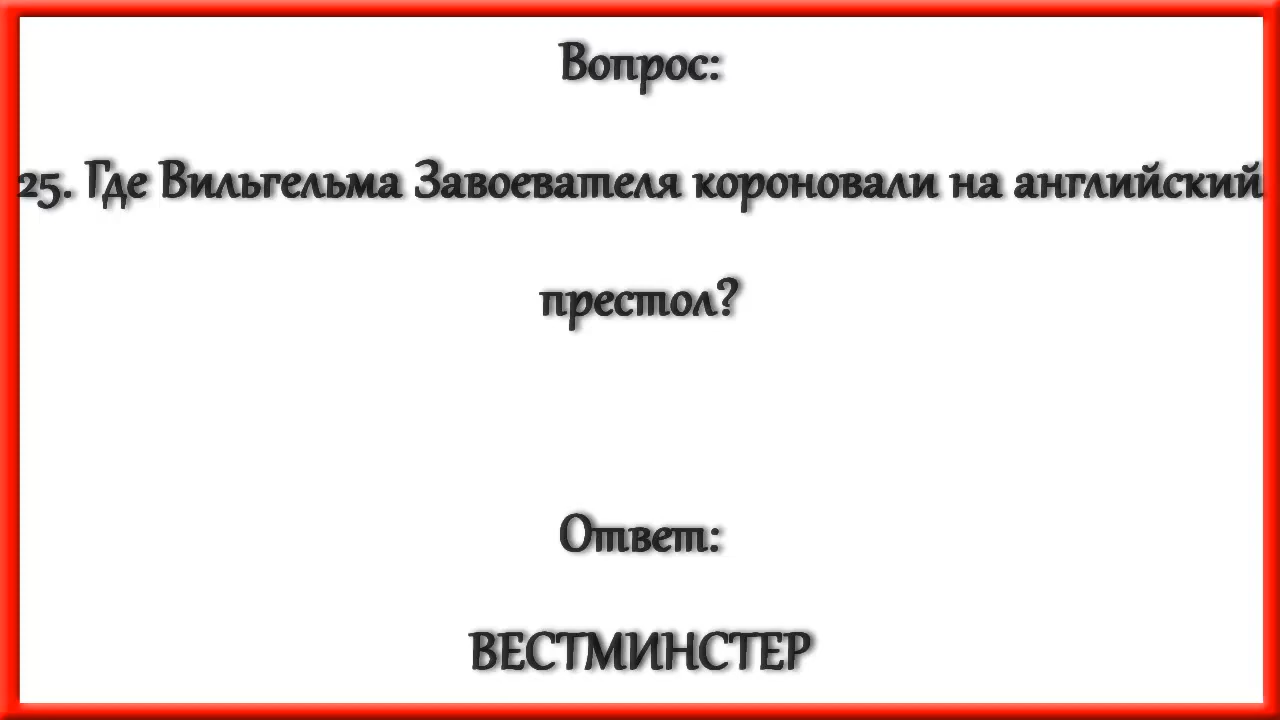 Вопрос:
25. Где Вильгельма Завоевателя короновали на английский
престол?
Ответ:
ВЕСТМИНСТЕР